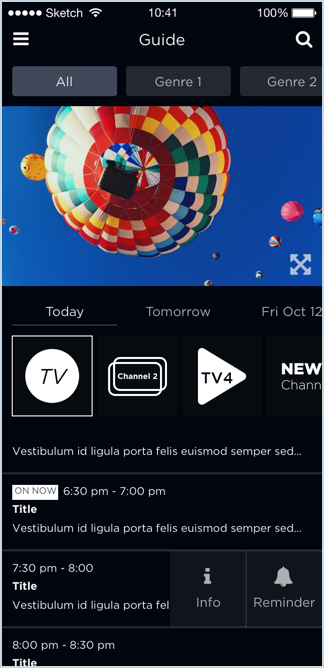 Sketch 10:41 100%
Guide
All Genre 1 Genre 2
Today Tomorrow Fri Oct 12
TV Channel 2 TV4 NEW
Chann
Vestibulum id ligula porta felis euismod semper sed...
ON NOW 6:30 pm - 7:00 pm
Title
Vestibulum id ligula porta felis euismod semper sed...
7:30 pm - 8:00
Title
Vestibulum id ligula porta fel
Info Reminder
8:00 pm - 8:30 pm
Title